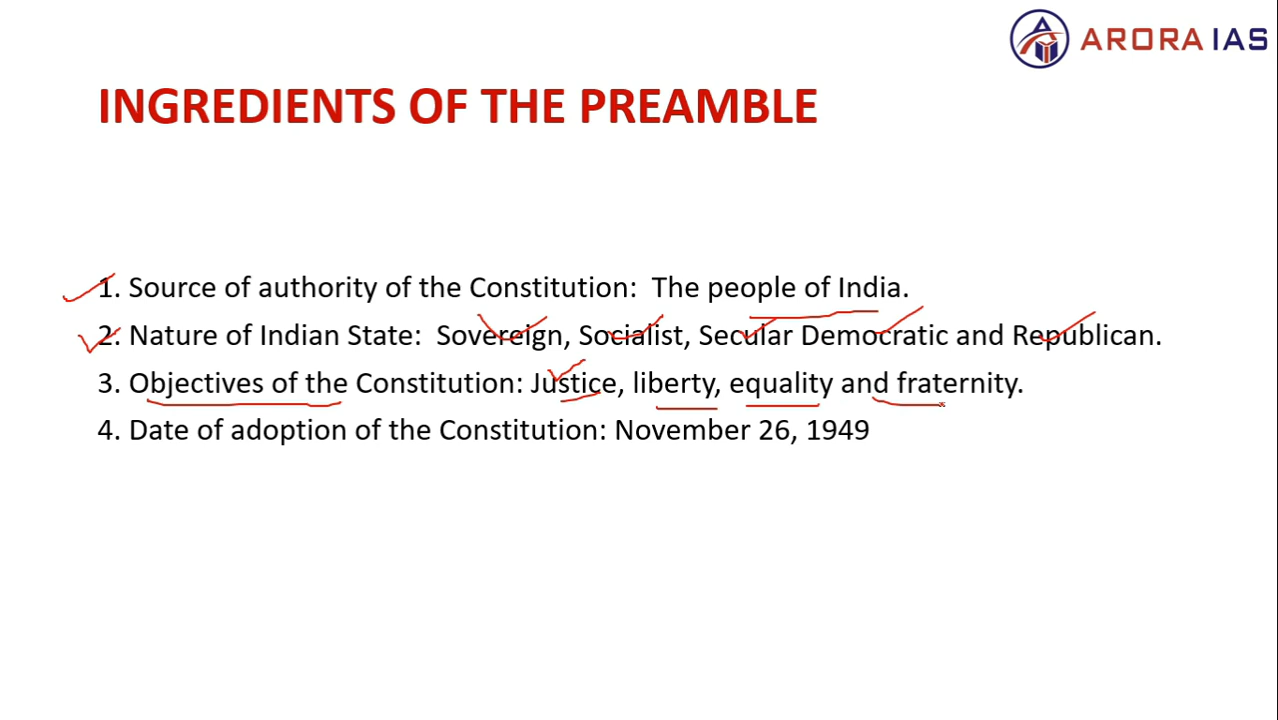 ARORA IAS
INGREDIENTS OF THE PREAMBLE
1. Source of authority of the Constitution: The people of India.
2. Nature of Indian State: Sovereign, Socialist, Secular Democratic and Republican.
3. Objectives of the Constitution: Justice, liberty, equality and fraternity.
4. Date of adoption of the Constitution: November 26, 1949